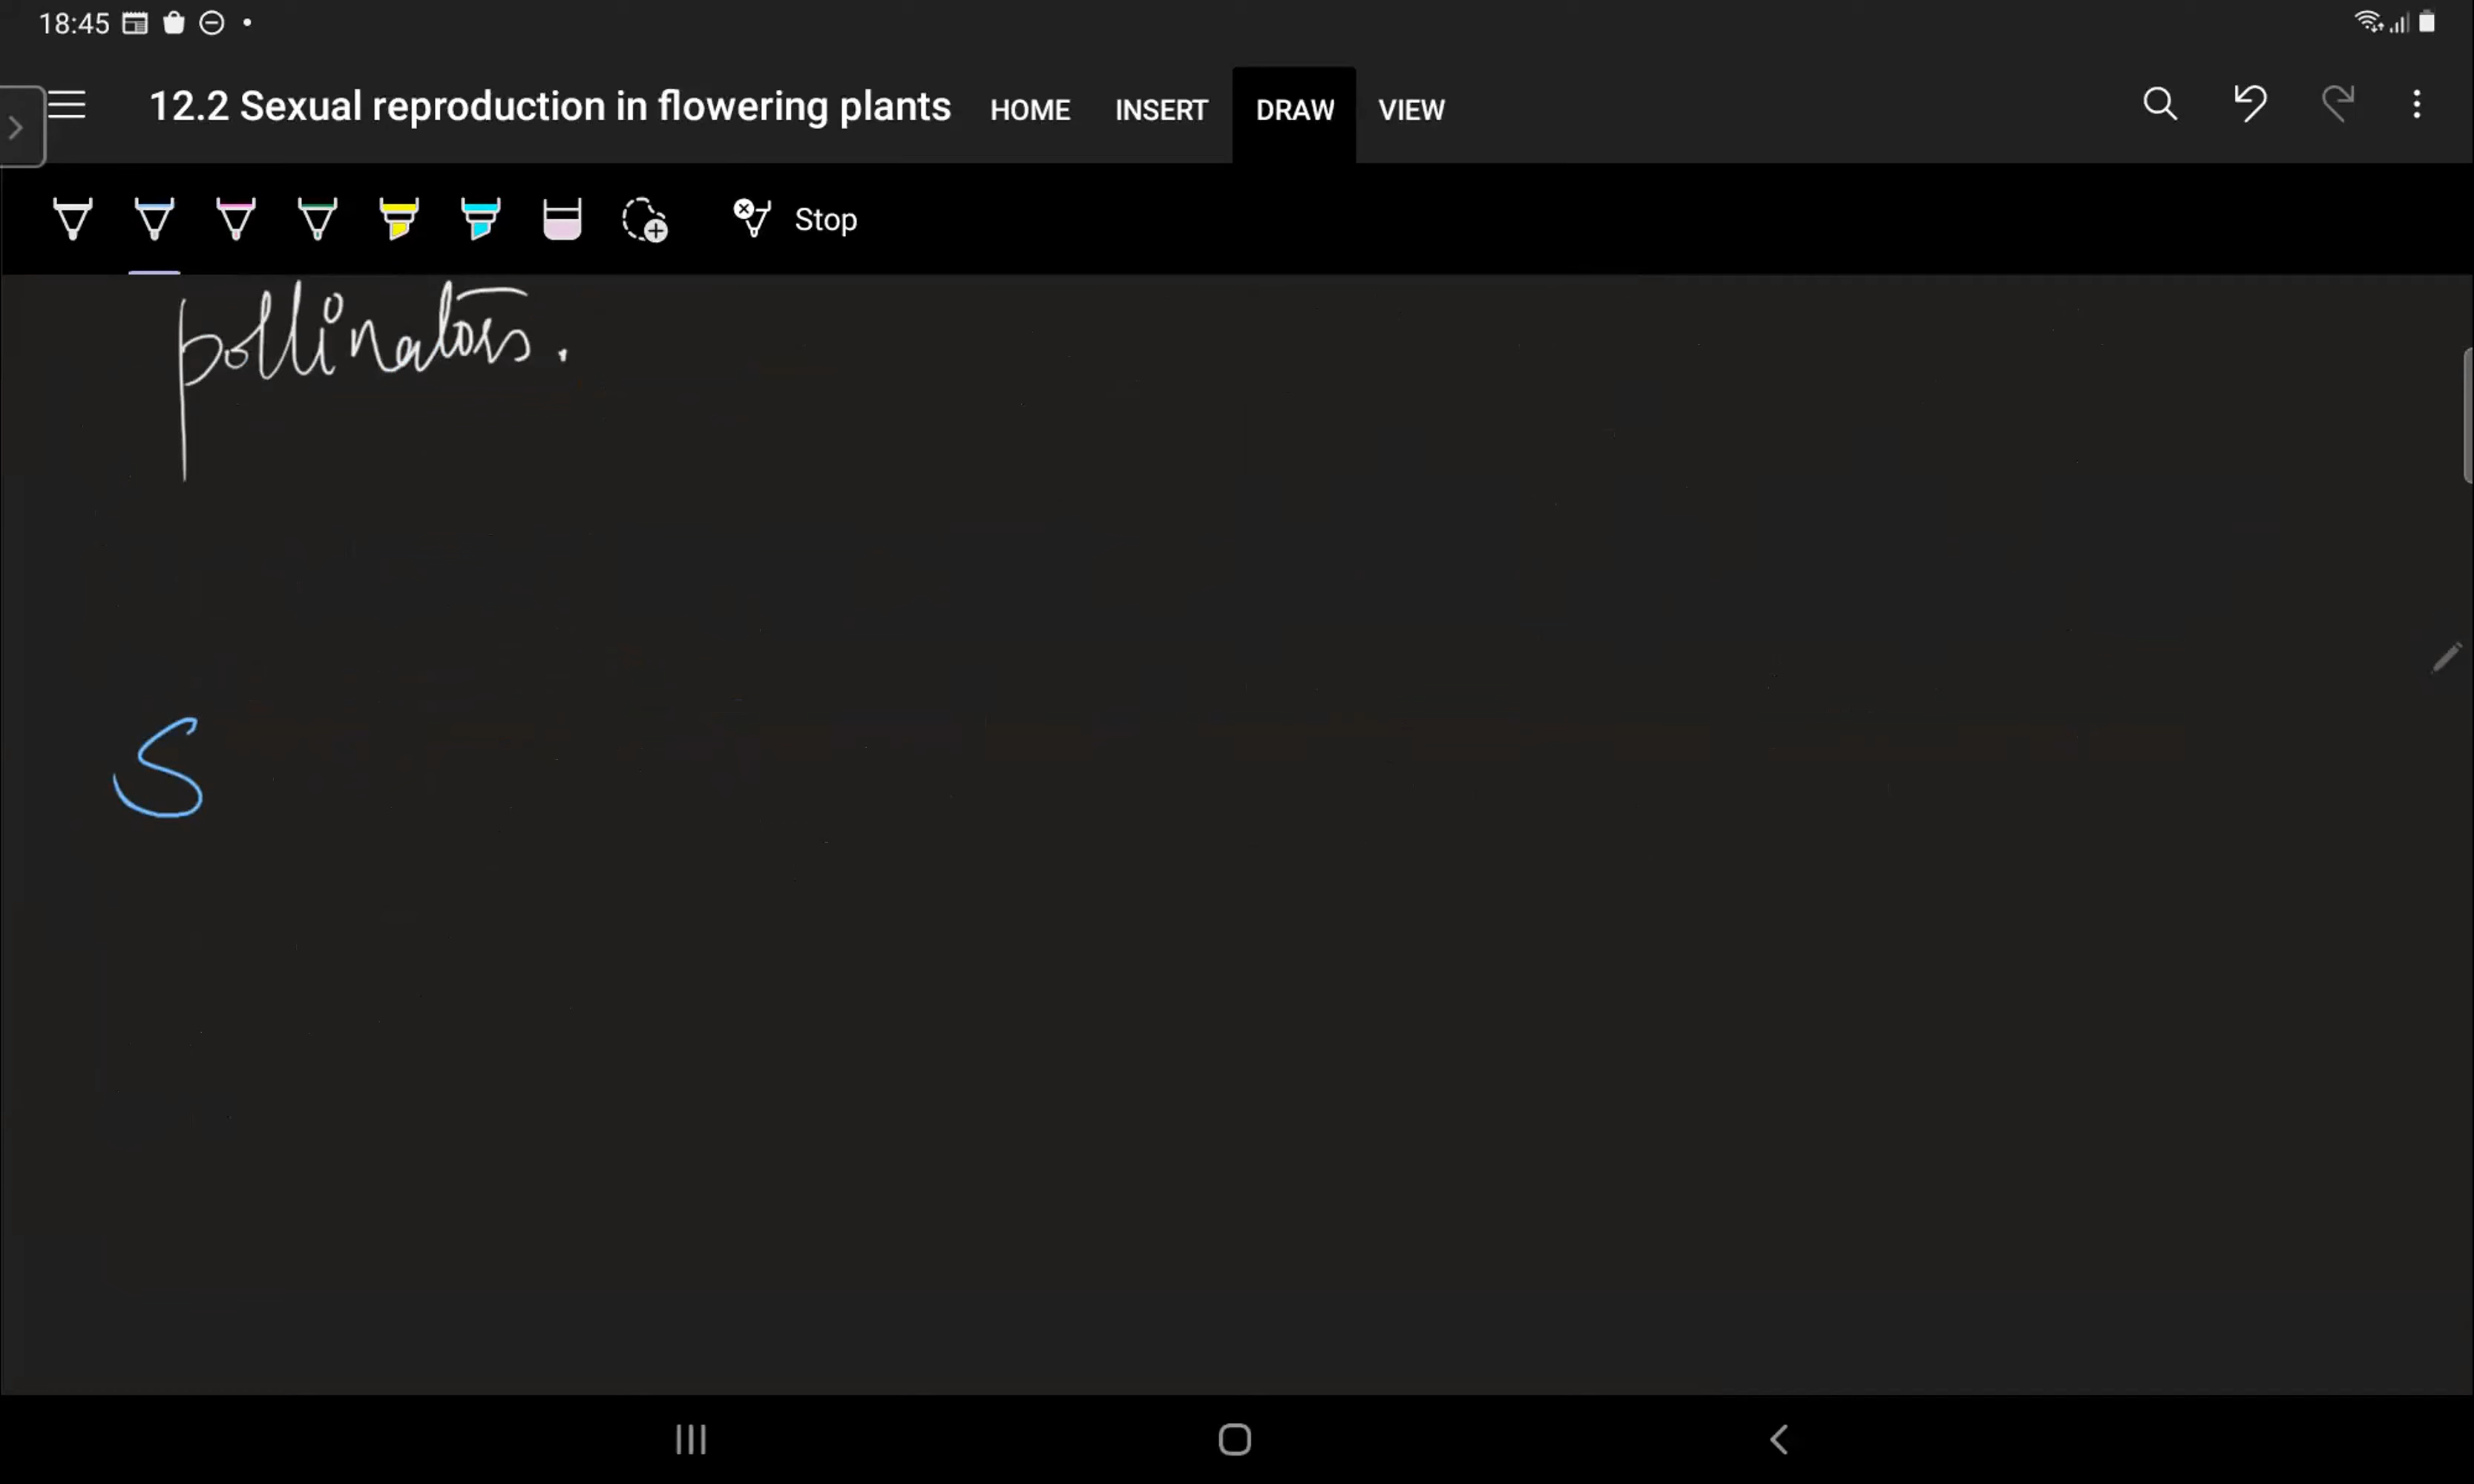 18:45
12.2 Sexual reproduction in flowering plants HOME INSERT DRAW VIEW
Stop
pollinators.
S